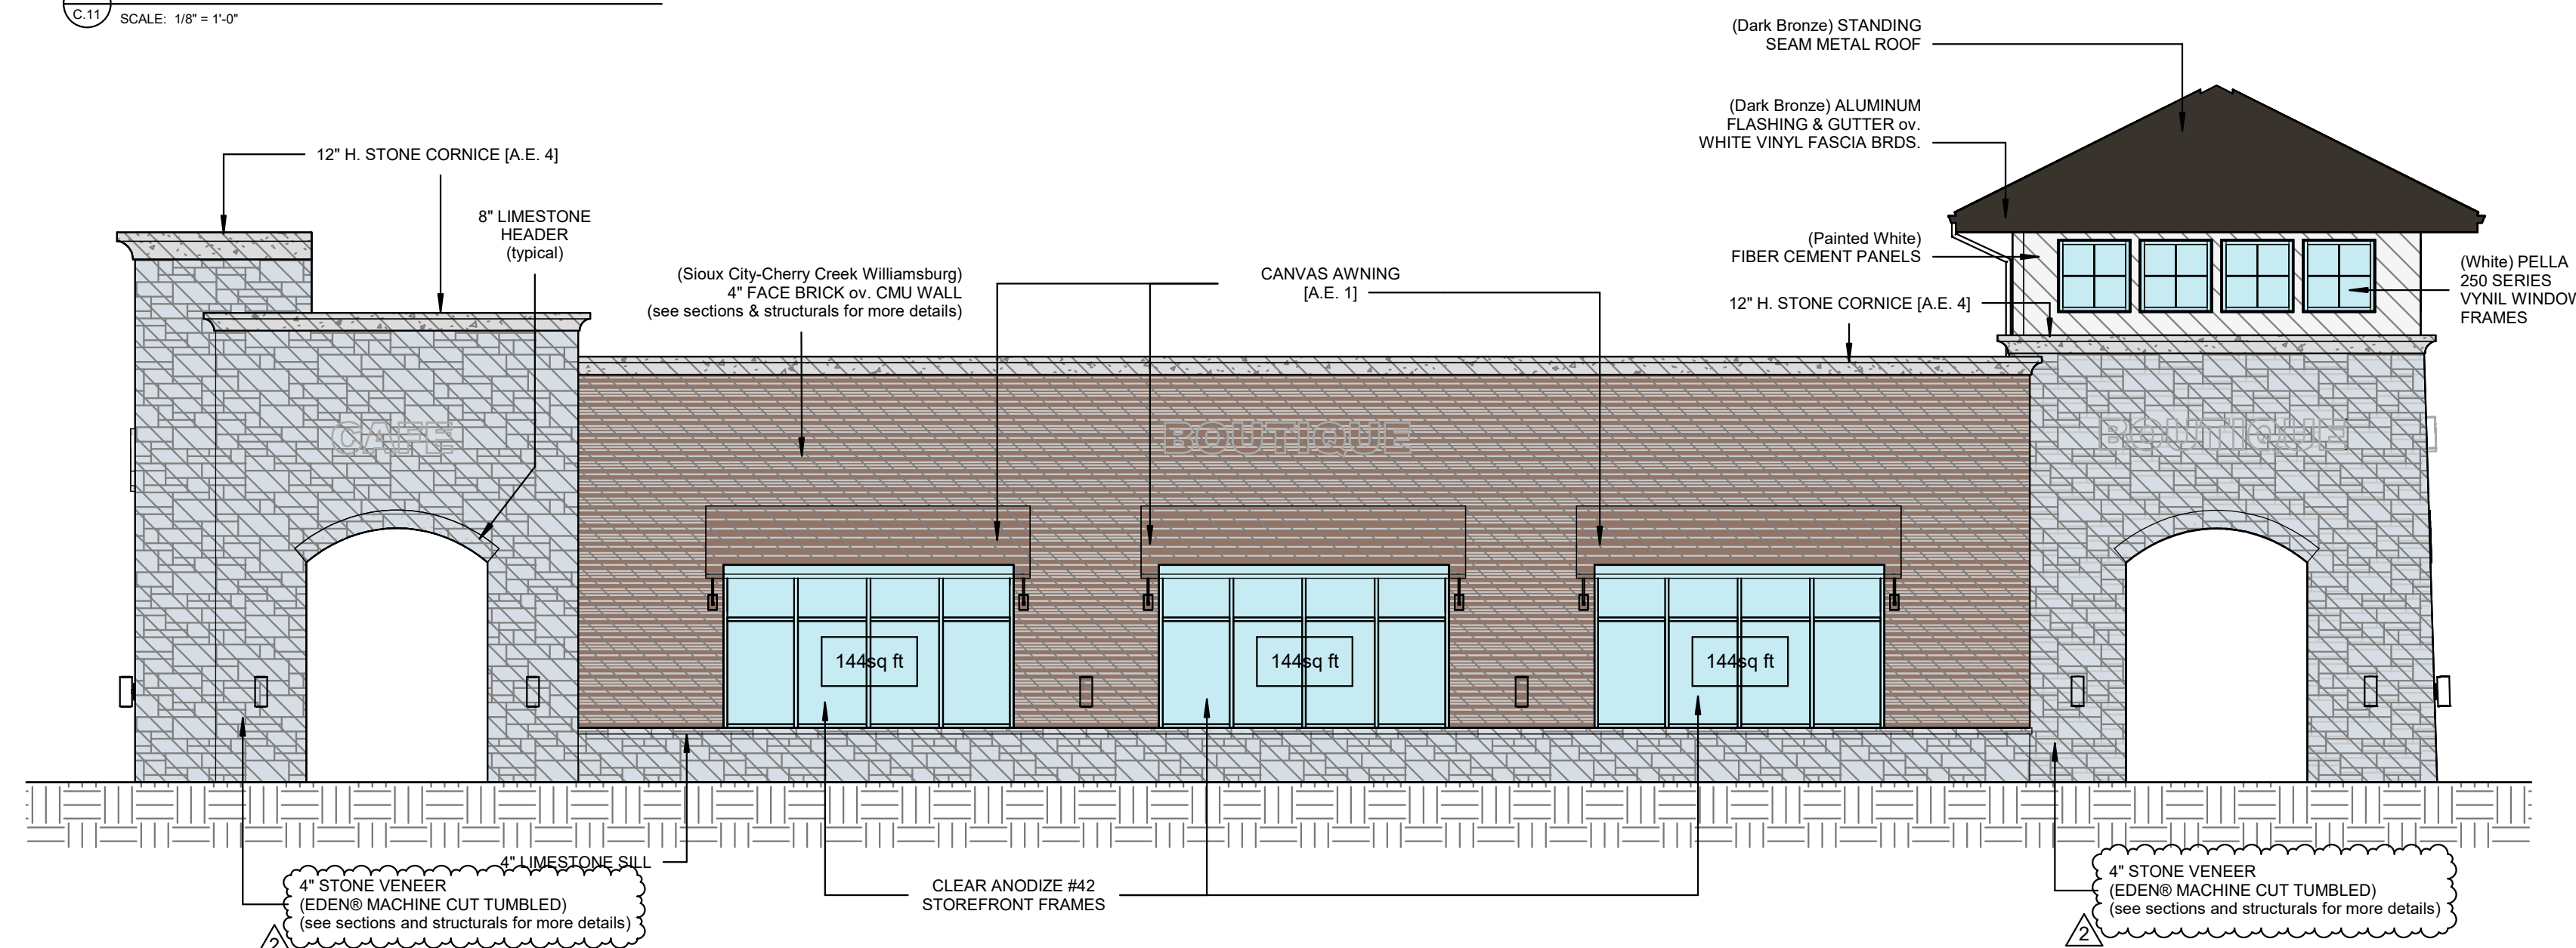 C.11
SCALE: 1/8" = 1'-0"
(Dark Bronze) STANDING
SEAM METAL ROOF
(Dark Bronze) ALUMINUM
FLASHING & GUTTER ov.
WHITE VINYL FASCIA BRDS.
12" H. STONE CORNICE [A.E. 4]
8" LIMESTONE
HEADER
(typical)
(Sioux City-Cherry Creek Williamsburg)
4" FACE BRICK ov. CMU WALL
(see sections & structurals for more details)
CANVAS AWNING
[A.E. 1]
(Painted White)
FIBER CEMENT PANELS
12" H. STONE CORNICE [A.E. 4]
(White) PELLA
250 SERIES
VYNIL WINDOW
FRAMES
CAFE
BOUTIQUE
BOUTIQUE
144sq ft
144sq ft
144sq ft
4" LIMESTONE SILL
4" STONE VENEER
(EDEN® MACHINE CUT TUMBLED)
(see sections and structurals for more details)
2
CLEAR ANODIZE #42
STOREFRONT FRAMES
4" STONE VENEER
(EDEN® MACHINE CUT TUMBLED)
(see sections and structurals for more details)
2